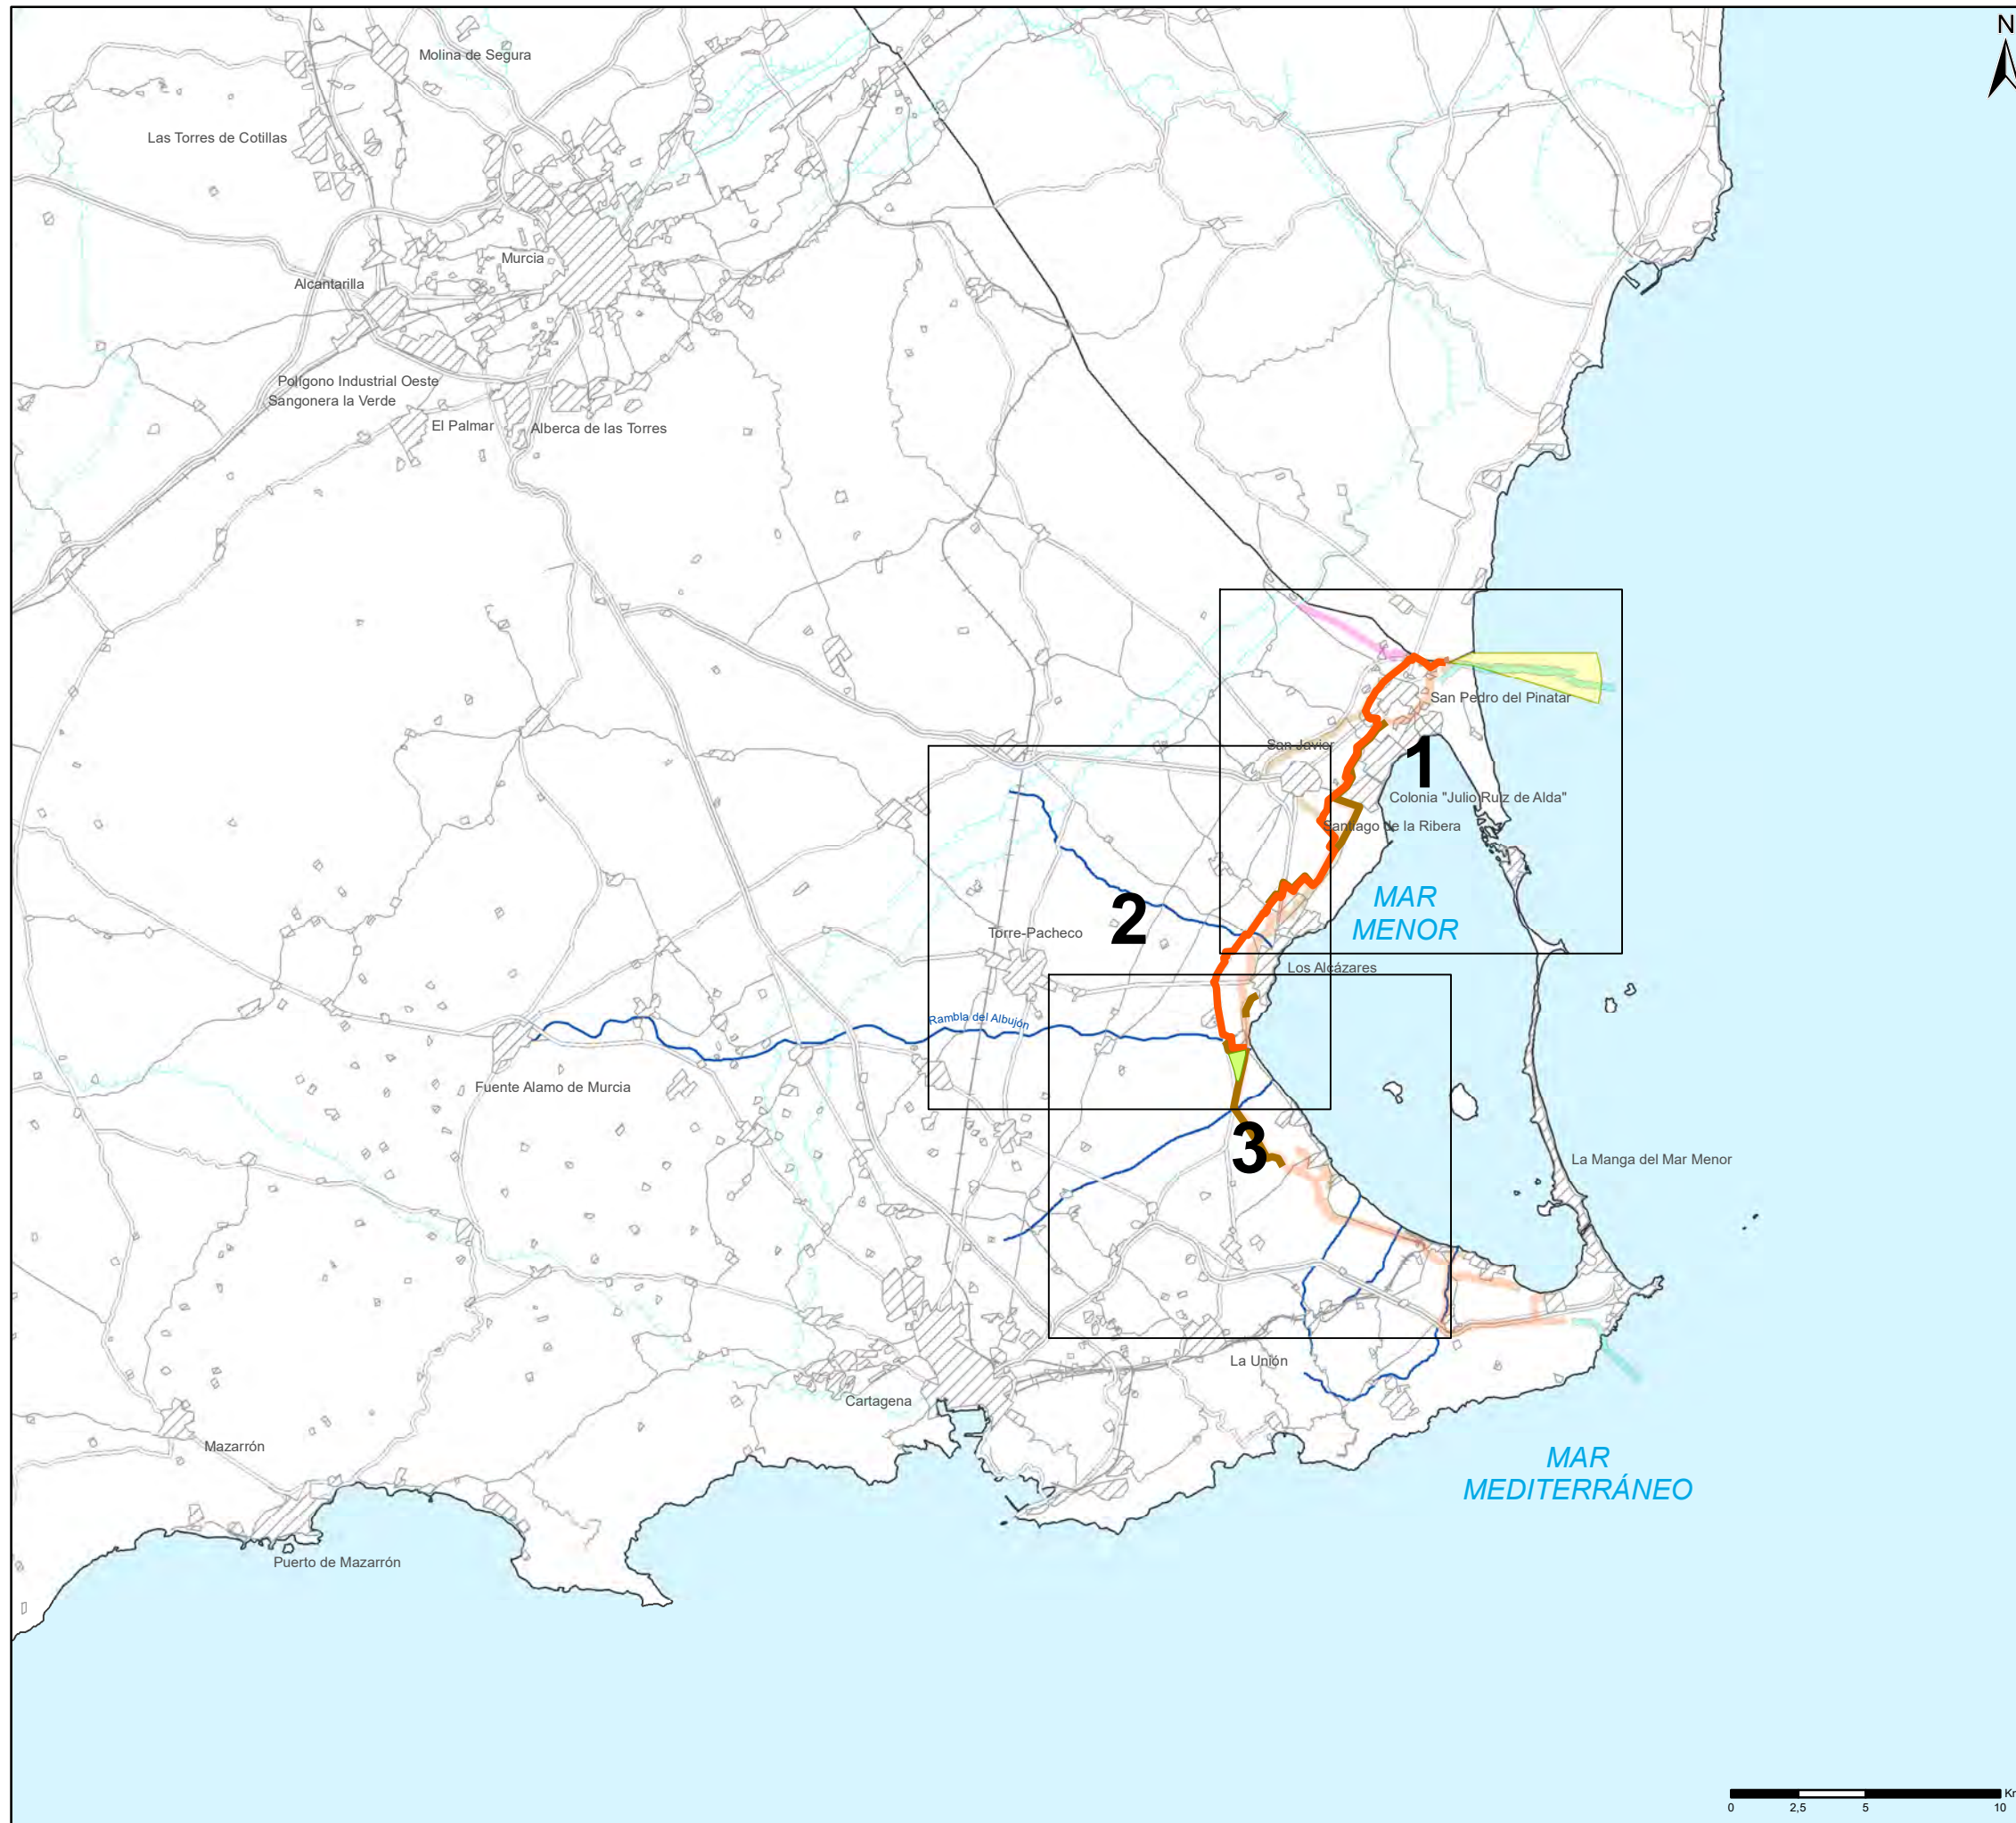 N
Molina de Segura
Las Torres de Cotillas
Murcia
Alcantarilla
Polígono Industrial Oeste
Sangonera la Verde
El Palmar
Alberca de las Torres
San Pedro del Pinatar
San Javier
1
Colonia "Julio Ruiz de Alda"
Santiago de la Ribera
MAR
MENOR
2
Torre-Pacheco
Los Alcázares
Rambla del Albujón
Fuente Alamo de Murcia
3
La Manga del Mar Menor
La Unión
Cartagena
Mazarrón
MAR
MEDITERRÁNEO
Puerto de Mazarrón
0 2,5 5 10